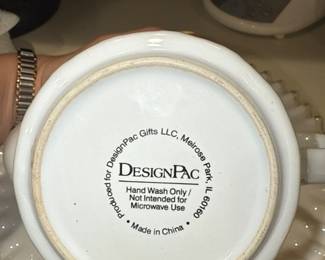 Produced for DesignPac Gifts LLC, Melrose Park, IL 60160
DESIGNPAC
Hand Wash Only /
Not Intended for
Microwave Use
• Made in China •